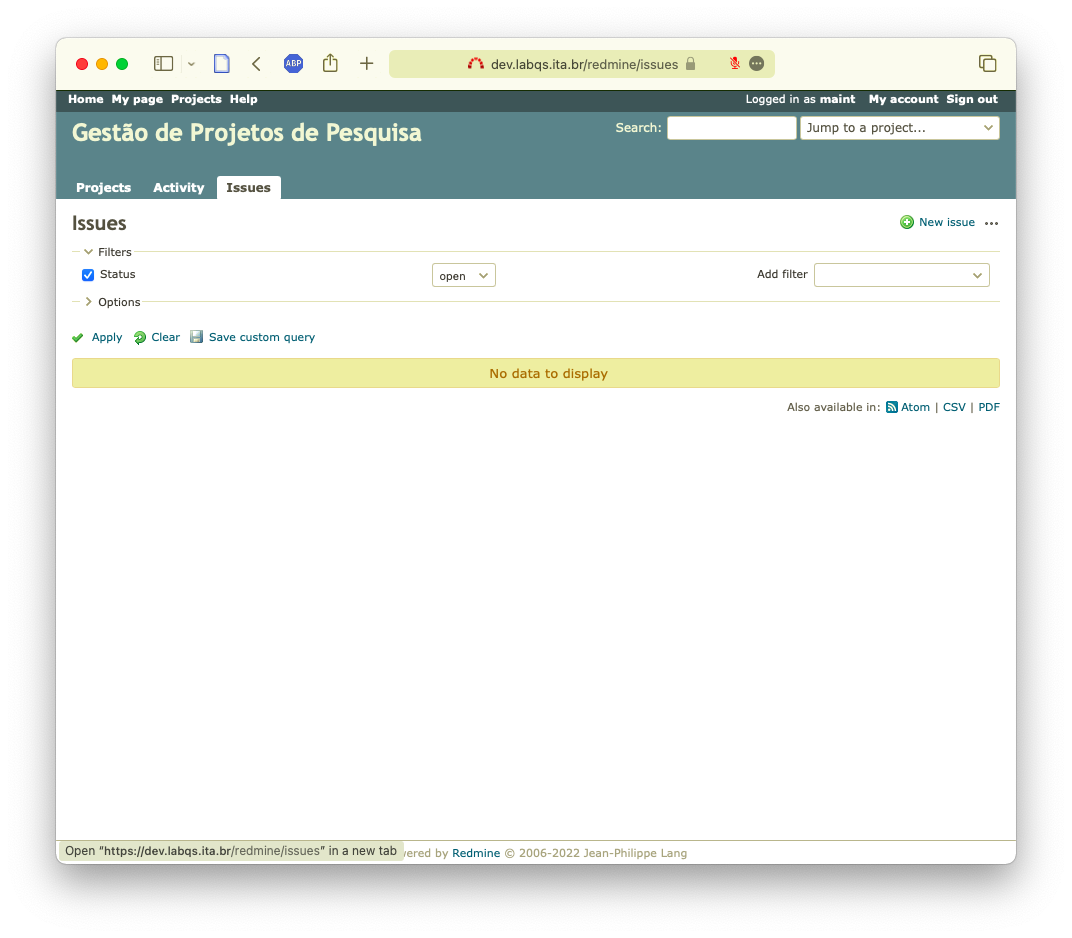 ABP
dev.labqs.ita.br/redmine/issues
Home My page Projects Help
Logged in as maint My account Sign out
Gestão de Projetos de Pesquisa
Search:
Jump to a project...
Projects Activity Issues
Issues
New issue
Filters
Status
open
Add filter
Options
Apply Clear Save custom query
No data to display
Also available in: Atom | CSV | PDF
Open “https://dev.labqs.ita.br/redmine/issues” in a new tab
ered by Redmine © 2006-2022 Jean-Philippe Lang